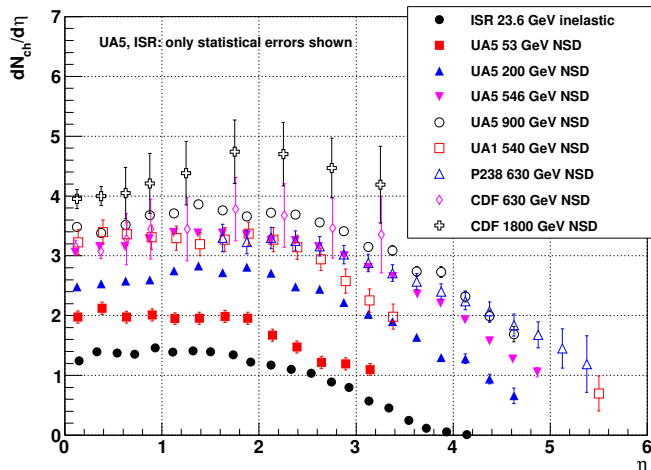 dN_ch/dη
7
6
5
4
3
2
1
0
UA5, ISR: only statistical errors shown
ISR 23.6 GeV inelastic
UA5 53 GeV NSD
UA5 200 GeV NSD
UA5 546 GeV NSD
UA5 900 GeV NSD
UA1 540 GeV NSD
P238 630 GeV NSD
CDF 630 GeV NSD
CDF 1800 GeV NSD
0 1 2 3 4 5 6
η